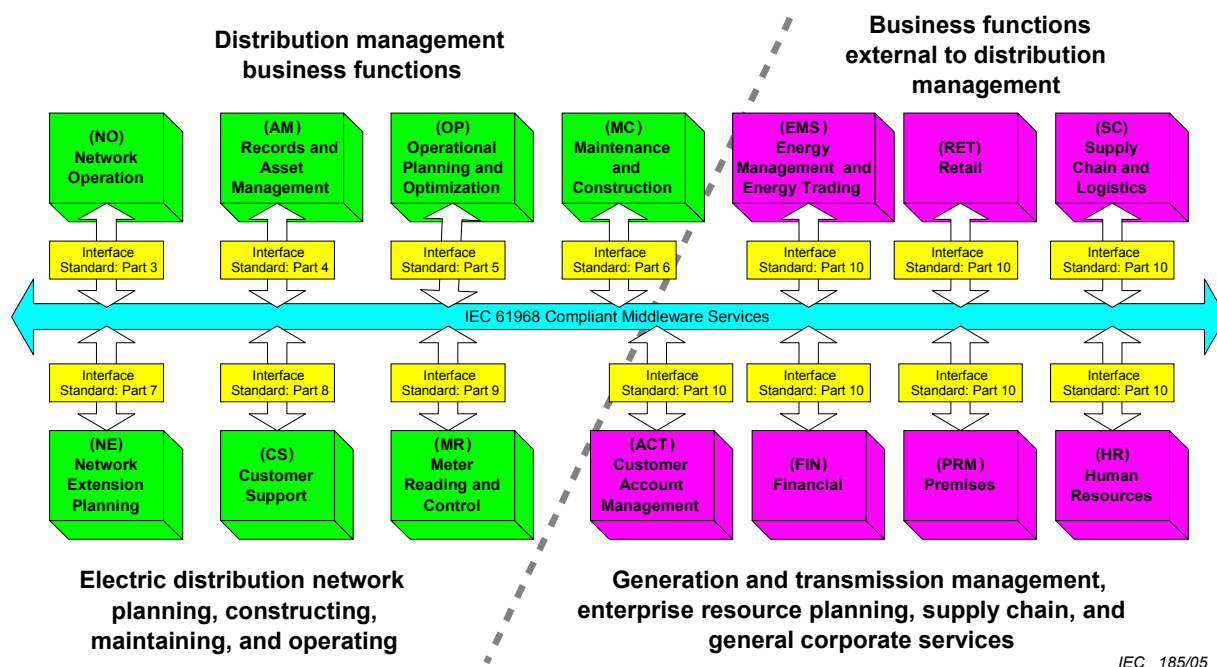 Distribution management
business functions
Business functions
external to distribution
management
(NO)
Network
Operation
(AM)
Records and
Asset
Management
(OP)
Operational
Planning and
Optimization
(MC)
Maintenance
and
Construction
(EMS)
Energy
Management and
Energy Trading
(RET)
Retail
(SC)
Supply
Chain and
Logistics
Interface
Standard: Part 3
Interface
Standard: Part 4
Interface
Standard: Part 5
Interface
Standard: Part 6
Interface
Standard: Part 10
Interface
Standard: Part 10
Interface
Standard: Part 10
IEC 61968 Compliant Middleware Services
Interface
Standard: Part 7
Interface
Standard: Part 8
Interface
Standard: Part 9
Interface
Standard: Part 10
Interface
Standard: Part 10
Interface
Standard: Part 10
Interface
Standard: Part 10
(NE)
Network
Extension
Planning
(CS)
Customer
Support
(MR)
Meter
Reading and
Control
(ACT)
Customer
Account
Management
(FIN)
Financial
(PRM)
Premises
(HR)
Human
Resources
Electric distribution network
planning, constructing,
maintaining, and operating
Generation and transmission management,
enterprise resource planning, supply chain, and
general corporate services
IEC 185/05